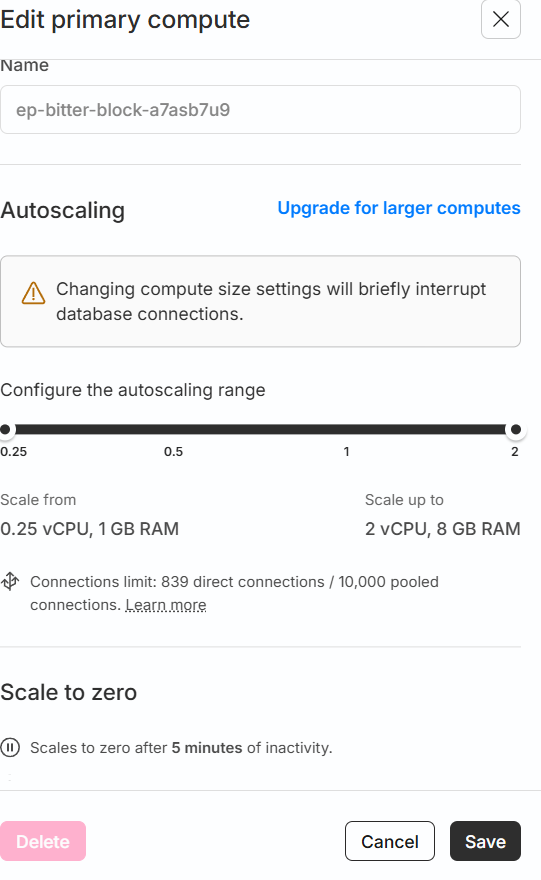 Edit primary compute
Name
ep-bitter-block-a7asb7u9
Autoscaling
Upgrade for larger computes
Changing compute size settings will briefly interrupt
database connections.
Configure the autoscaling range
0.25 0.5 1 2
Scale from
Scale up to
0.25 vCPU, 1 GB RAM
2 vCPU, 8 GB RAM
Connections limit: 839 direct connections / 10,000 pooled
connections. Learn more
Scale to zero
Scales to zero after 5 minutes of inactivity.
Delete
Cancel
Save